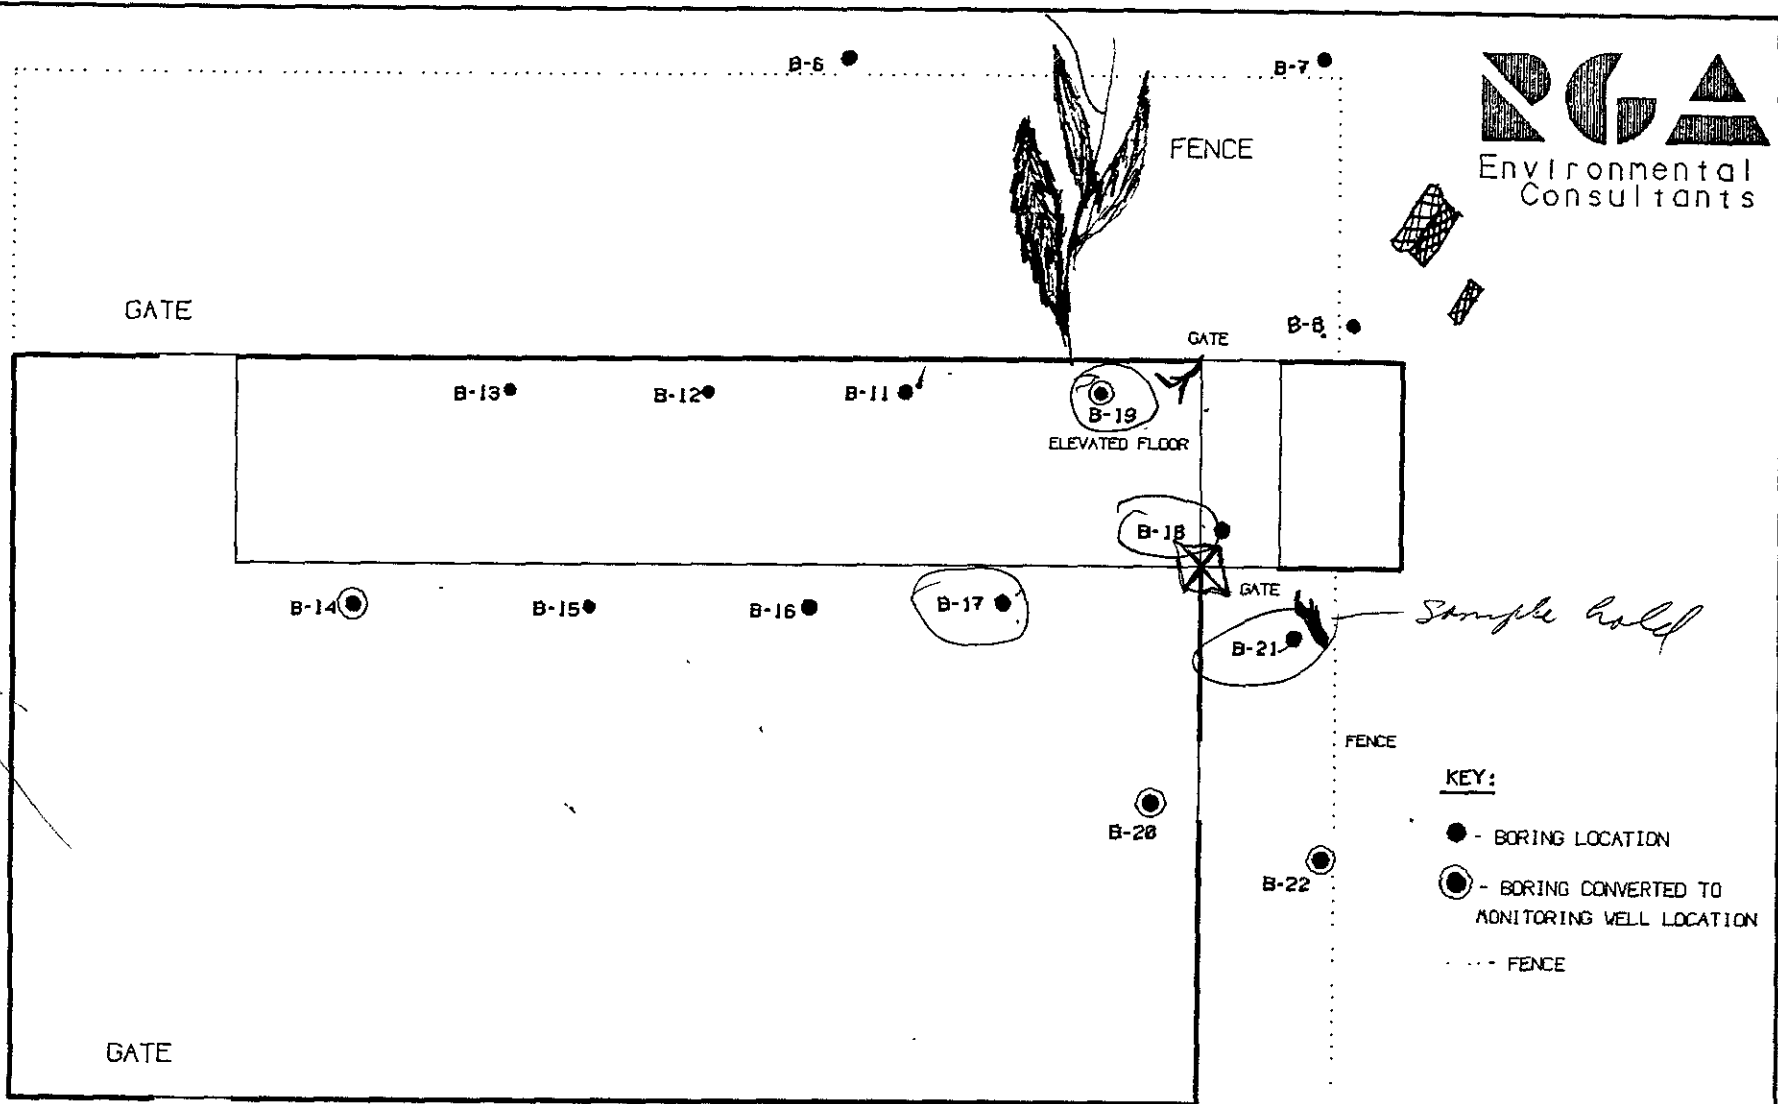 B-6
B-7
RGA
Environmental
Consultants
FENCE
GATE
B-8
GATE
B-13
B-12
B-11
B-19
ELEVATED FLOOR
B-18
GATE
B-14
B-15
B-16
B-17
B-21
Sample hold
FENCE
B-20
B-22
KEY:
- BORING LOCATION
- BORING CONVERTED TO
MONITORING WELL LOCATION
- FENCE
GATE